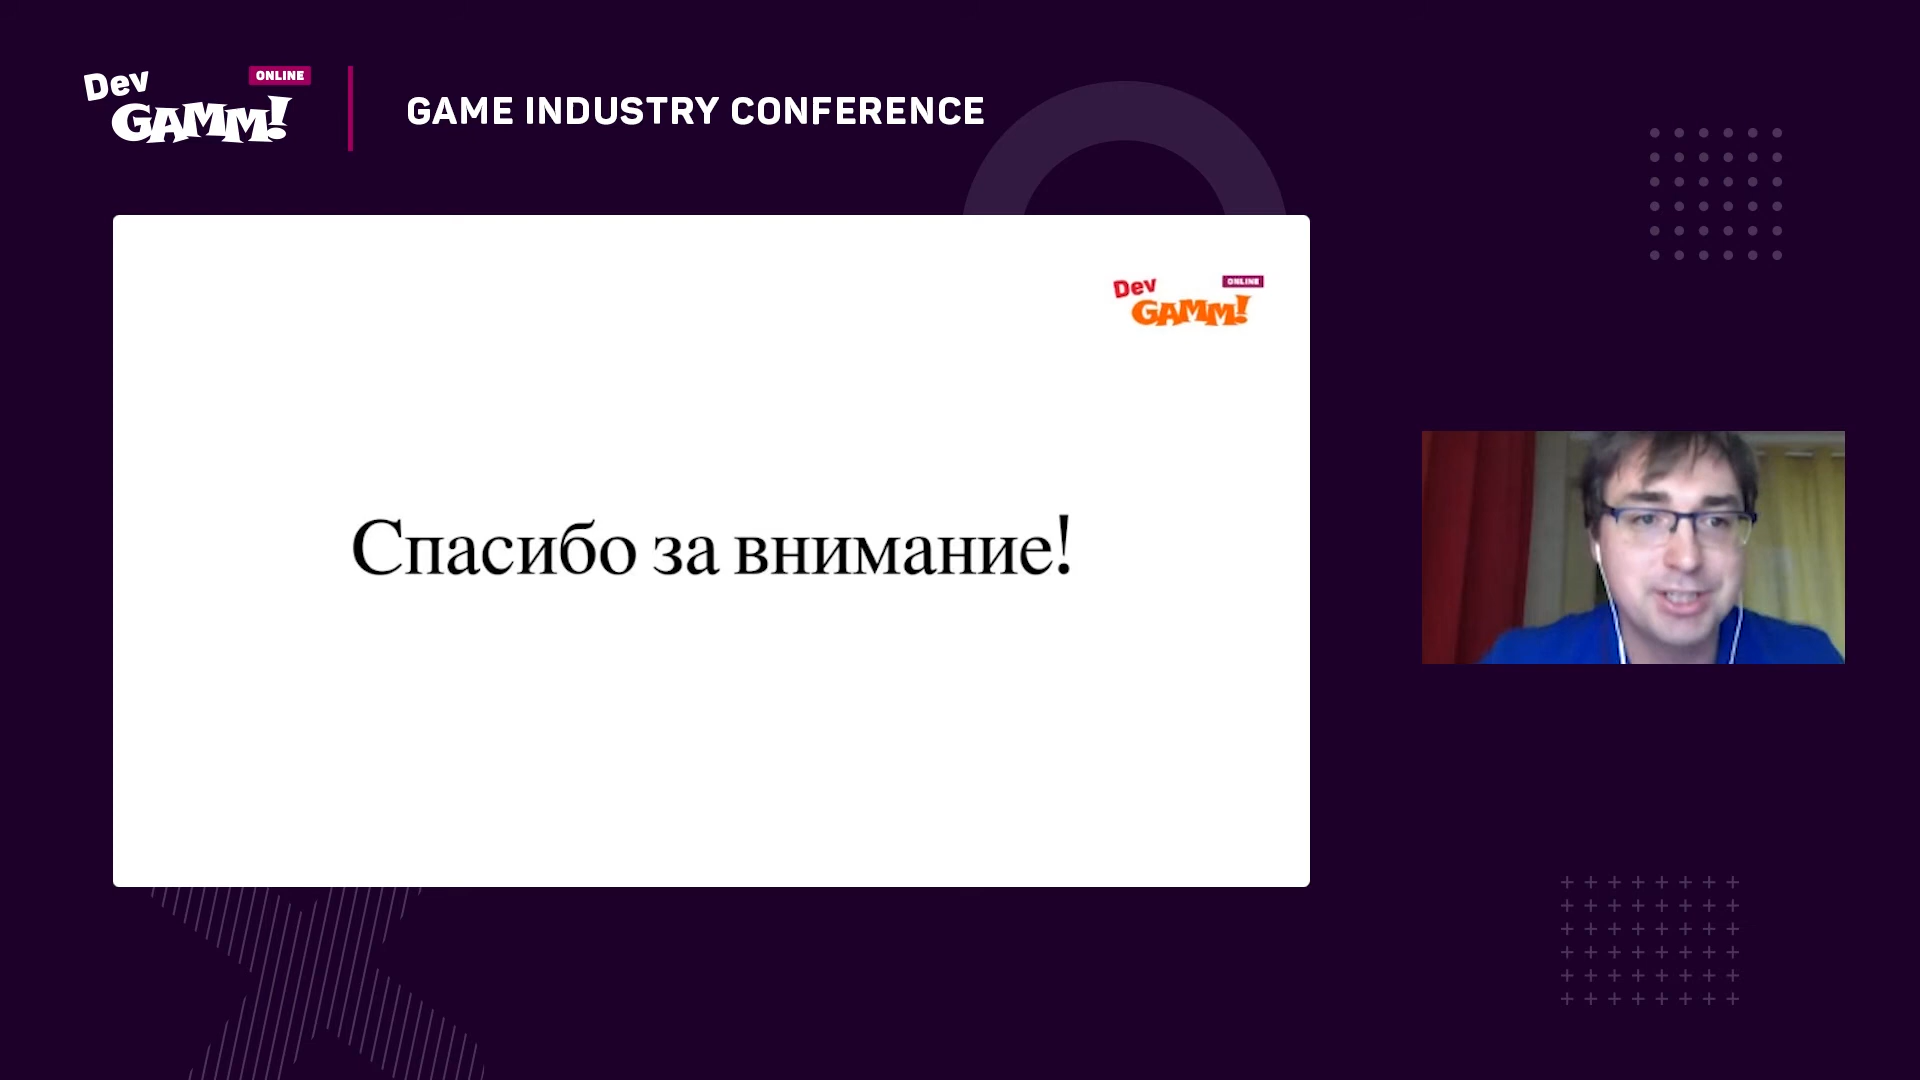 Dev
GAMM!
ONLINE
GAME INDUSTRY CONFERENCE
Dev
GAMM!
ONLINE
Спасибо за внимание!